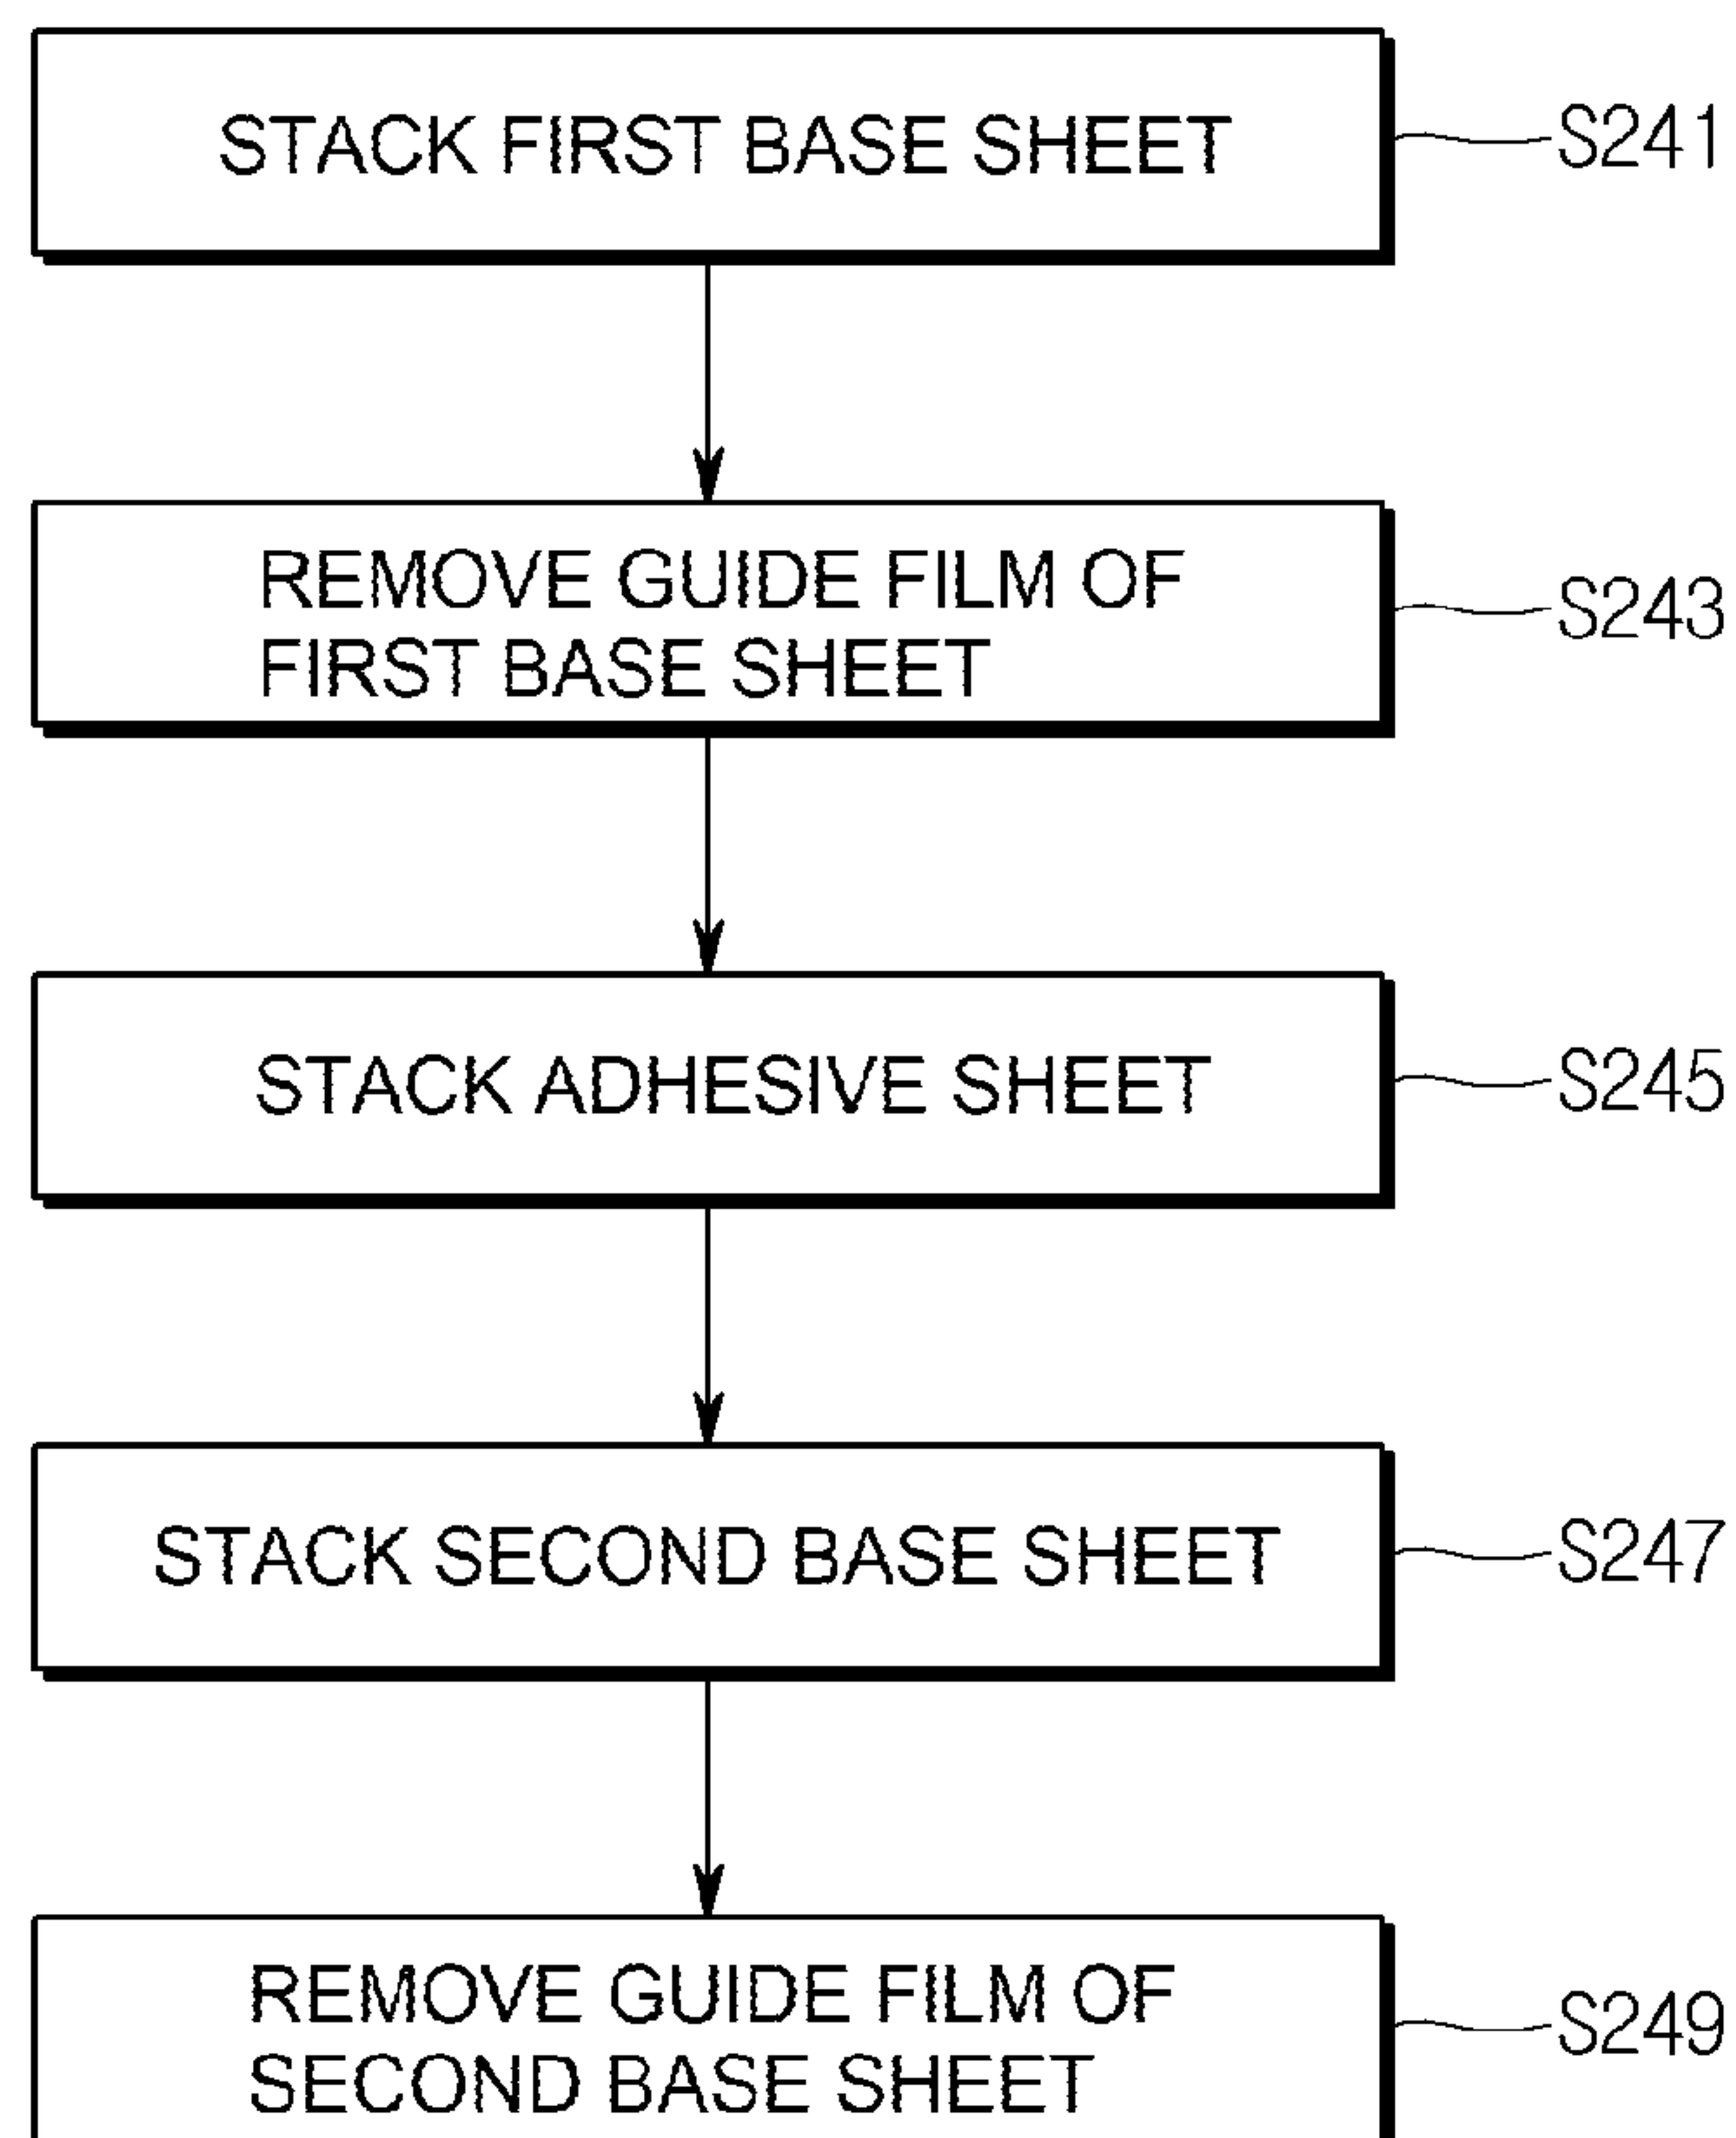 STACK FIRST BASE SHEET
S241
REMOVE GUIDE FILM OF
FIRST BASE SHEET
S243
STACK ADHESIVE SHEET
S245
STACK SECOND BASE SHEET
S247
REMOVE GUIDE FILM OF
SECOND BASE SHEET
S249